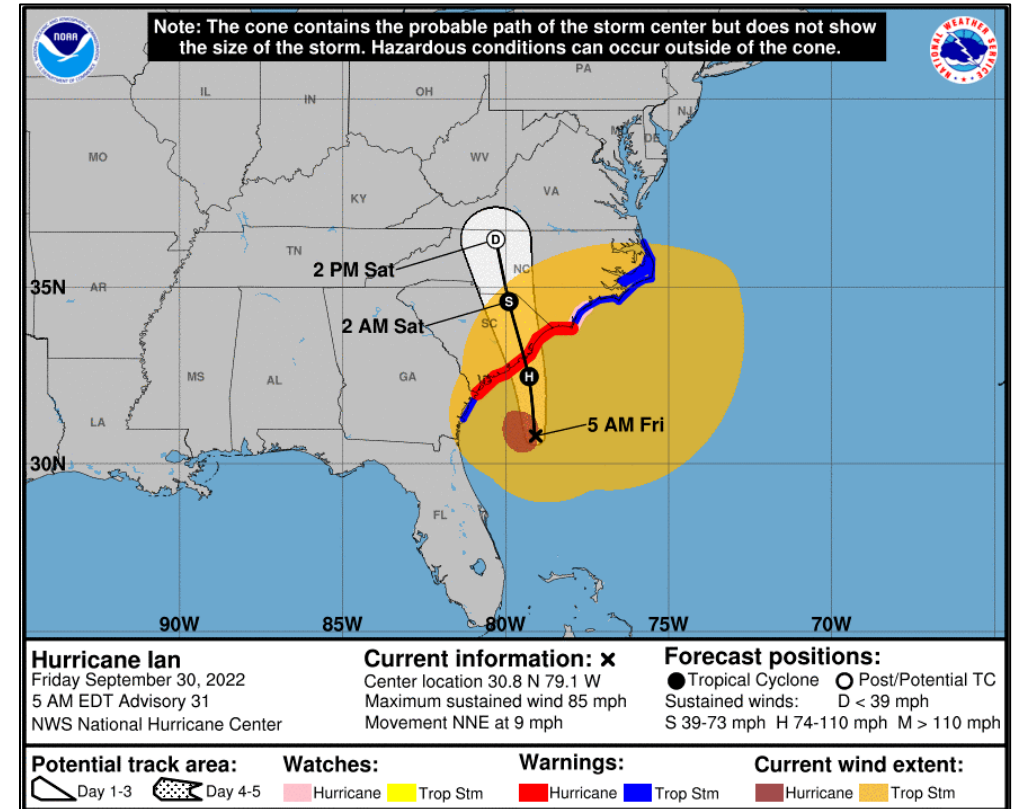 Note: The cone contains the probable path of the storm center but does not show
the size of the storm. Hazardous conditions can occur outside of the cone.
NOAA
NATIONAL WEATHER SERVICE
PA
IL
IN
OH
NJ
MD
DE
MO
WV
VA
KY
TN
NC
2 PM Sat
D
35N
AR
2 AM Sat
S
SC
MS
AL
GA
H
LA
5 AM Fri
30N
FL
90W
85W
80W
75W
70W
Hurricane Ian
Friday September 30, 2022
5 AM EDT Advisory 31
NWS National Hurricane Center
Current information: ×
Center location 30.8 N 79.1 W
Maximum sustained wind 85 mph
Movement NNE at 9 mph
Forecast positions:
Tropical Cyclone Post/Potential TC
Sustained winds: D < 39 mph
S 39-73 mph H 74-110 mph M > 110 mph
Potential track area:
Day 1-3 Day 4-5
Watches:
Hurricane Trop Stm
Warnings:
Hurricane Trop Stm
Current wind extent:
Hurricane Trop Stm